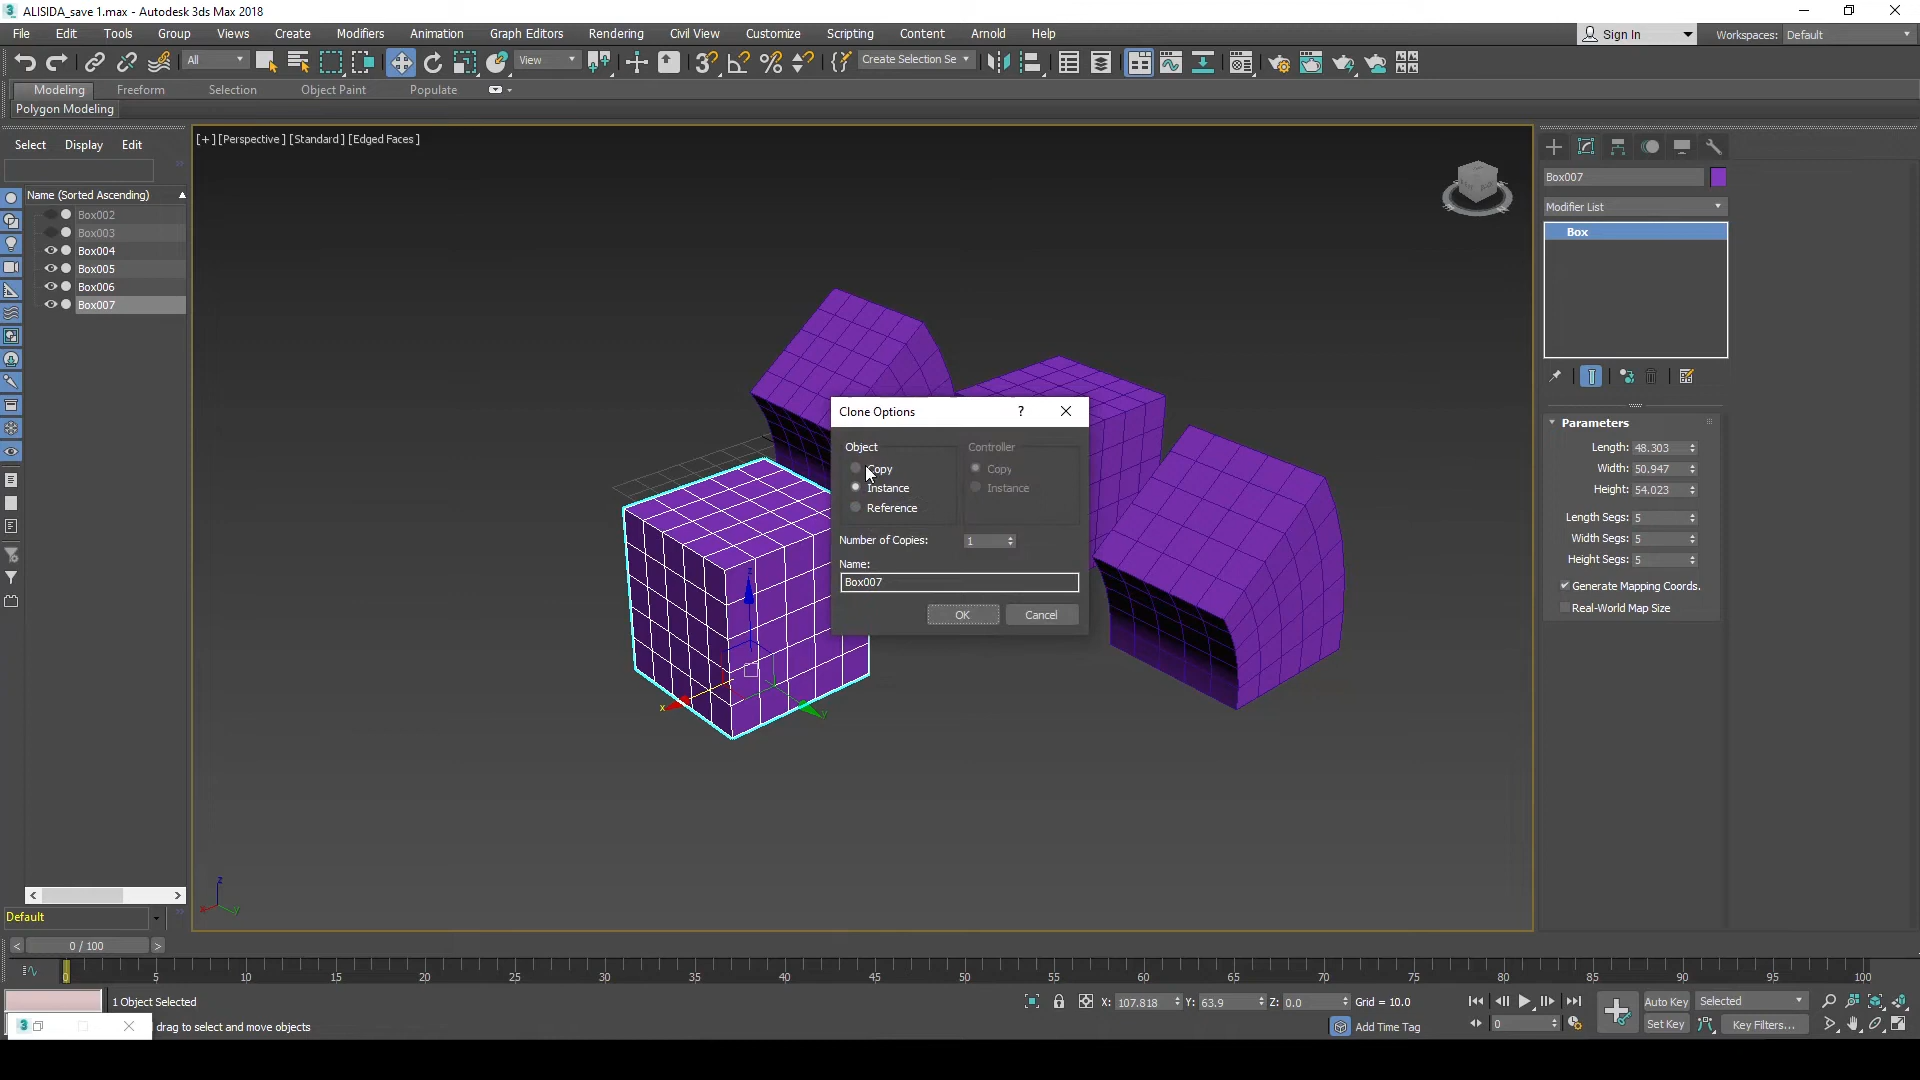 ALISIDA_save 1.max - Autodesk 3ds Max 2018
File Edit Tools Group Views Create Modifiers Animation Graph Editors Rendering Civil View Customize Scripting Content Arnold Help
Sign In Workspaces: Default
All View Create Selection Se
Modeling Freeform Selection Object Paint Populate
Polygon Modeling
Select Display Edit
Name (Sorted Ascending)
Box002
Box003
Box004
Box005
Box006
Box007
Default
[+] [Perspective] [Standard] [Edged Faces]
Clone Options ?
Object Controller
Copy Copy
Instance Instance
Reference
Number of Copies: 1
Name:
Box007
OK Cancel
x y z
x y z
Box007
Modifier List
Box
Parameters
Length: 48.303
Width: 50.947
Height: 54.023
Length Segs: 5
Width Segs: 5
Height Segs: 5
Generate Mapping Coords.
Real-World Map Size
< 0 / 100 >
0 5 10 15 20 25 30 35 40 45 50 55 60 65 70 75 80 85 90 95 100
1 Object Selected
X: 107.818 Y: 63.9 Z: 0.0 Grid = 10.0
Auto Key Selected
drag to select and move objects
Add Time Tag
0
Set Key Key Filters...